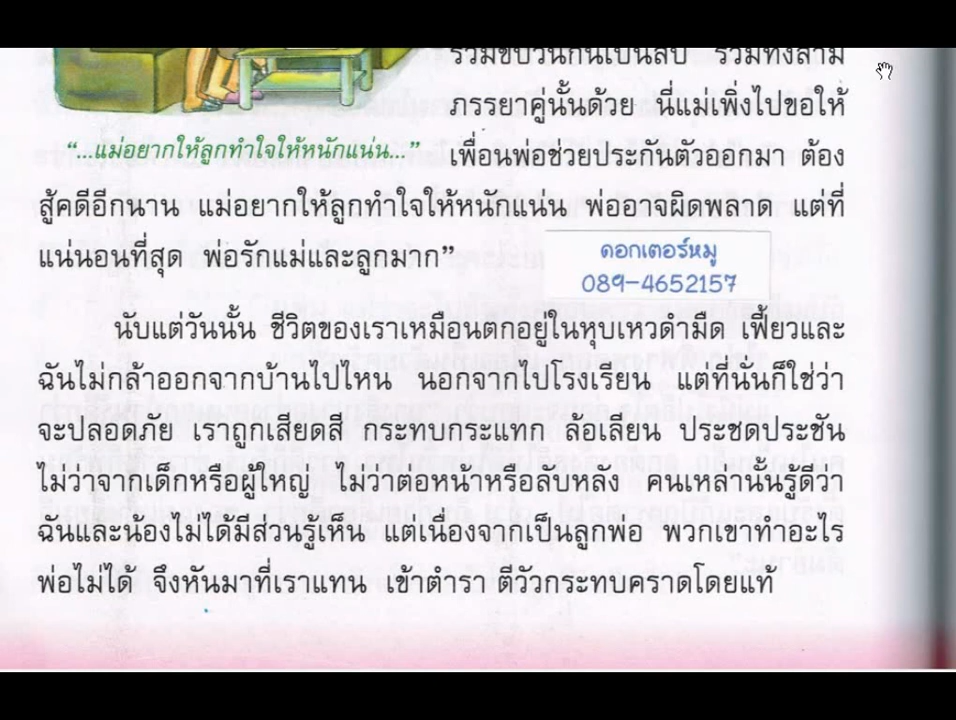 ภรรยาคู่นั้นด้วย นี่แม่เพิ่งไปขอให้
“...แม่อยากให้ลูกทำใจให้หนักแน่น...”
เพื่อนพ่อช่วยประกันตัวออกมา ต้อง
สู้คดีอีกนาน แม่อยากให้ลูกทำใจให้หนักแน่น พ่ออาจผิดพลาด แต่ที่
แน่นอนที่สุด พ่อรักแม่และลูกมาก”
ดอกเตอร์หมู
089-4652157
นับแต่วันนั้น ชีวิตของเราเหมือนตกอยู่ในหุบเหวดำมืด เฟี้ยวและ
ฉันไม่กล้าออกจากบ้านไปไหน นอกจากไปโรงเรียน แต่ที่นั่นก็ใช่ว่า
จะปลอดภัย เราถูกเสียดสี กระทบกระแทก ล้อเลียน ประชดประชัน
ไม่ว่าจากเด็กหรือผู้ใหญ่ ไม่ว่าต่อหน้าหรือลับหลัง คนเหล่านั้นรู้ดีว่า
ฉันและน้องไม่ได้มีส่วนรู้เห็น แต่เนื่องจากเป็นลูกพ่อ พวกเขาทำอะไร
พ่อไม่ได้ จึงหันมาที่เราแทน เข้าตำรา ตีวัวกระทบคราดโดยแท้